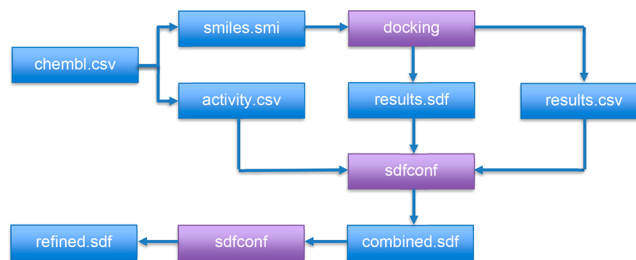 smiles.smi
docking
chembl.csv
activity.csv
results.sdf
results.csv
sdfconf
refined.sdf
sdfconf
combined.sdf